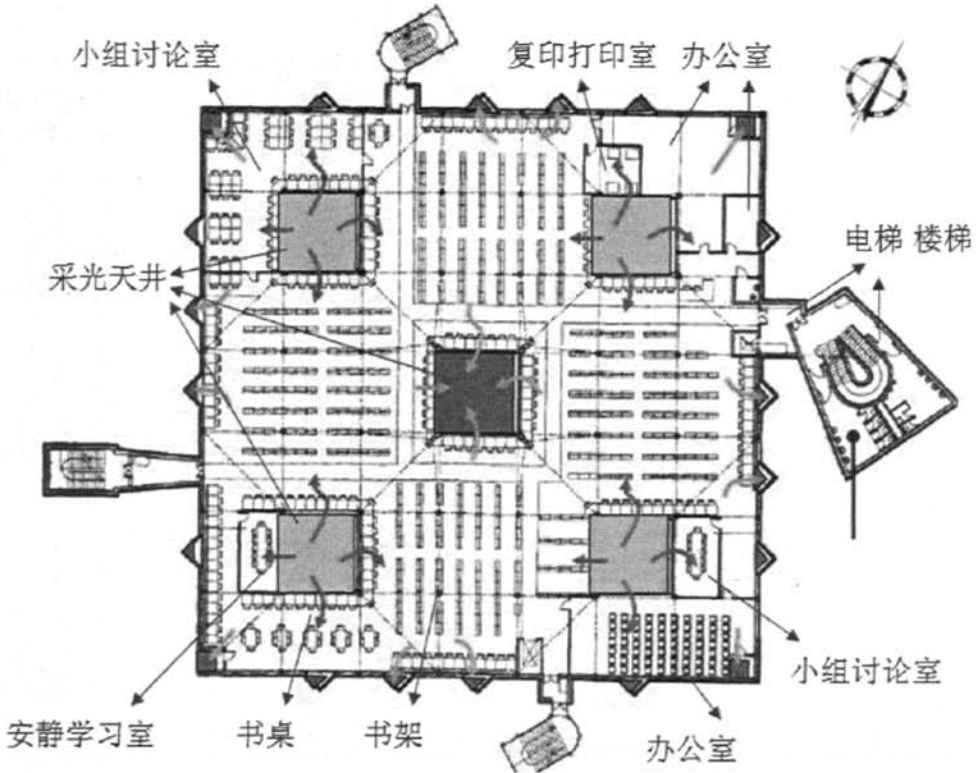 小组讨论室
复印打印室
办公室
电梯 楼梯
采光天井
小组讨论室
安静学习室
书桌
书架
办公室